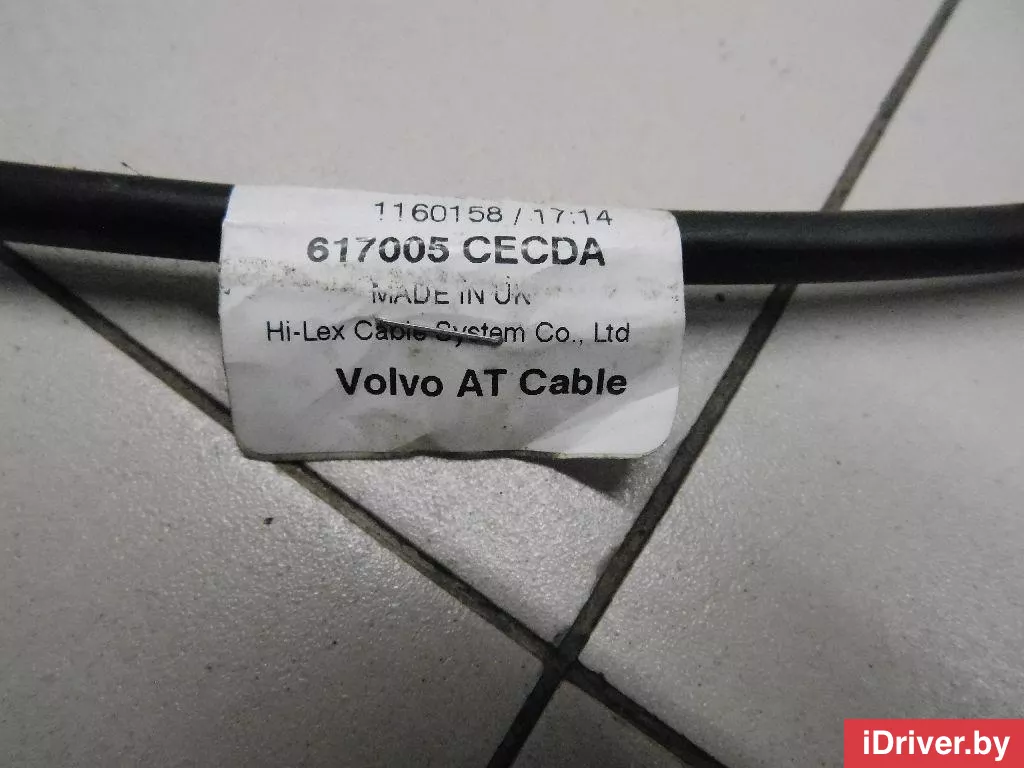 1160158 / 17:14
617005 CECDA
MADE IN UK
Hi-Lex Cable System Co., Ltd
Volvo AT Cable
iDriver.by